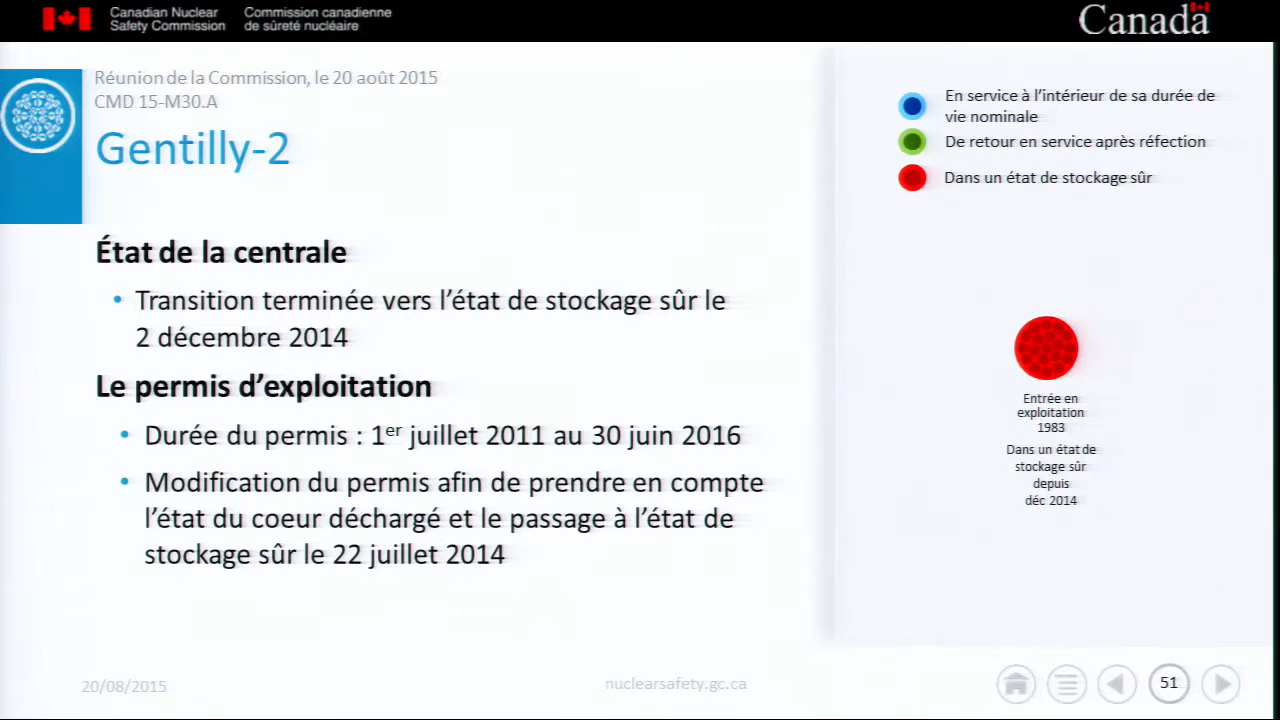 Canadian Nuclear
Safety Commission
Commission canadienne
de sûreté nucléaire
Canada
Réunion de la Commission, le 20 août 2015
CMD 15-M30.A
Gentilly-2
État de la centrale
• Transition terminée vers l’état de stockage sûr le
2 décembre 2014
Le permis d’exploitation
• Durée du permis : 1er juillet 2011 au 30 juin 2016
• Modification du permis afin de prendre en compte
l’état du coeur déchargé et le passage à l’état de
stockage sûr le 22 juillet 2014
En service à l’intérieur de sa durée de
vie nominale
De retour en service après réfection
Dans un état de stockage sûr
Entrée en
exploitation
1983
Dans un état de
stockage sûr
depuis
déc 2014
20/08/2015
nuclearsafety.gc.ca
51